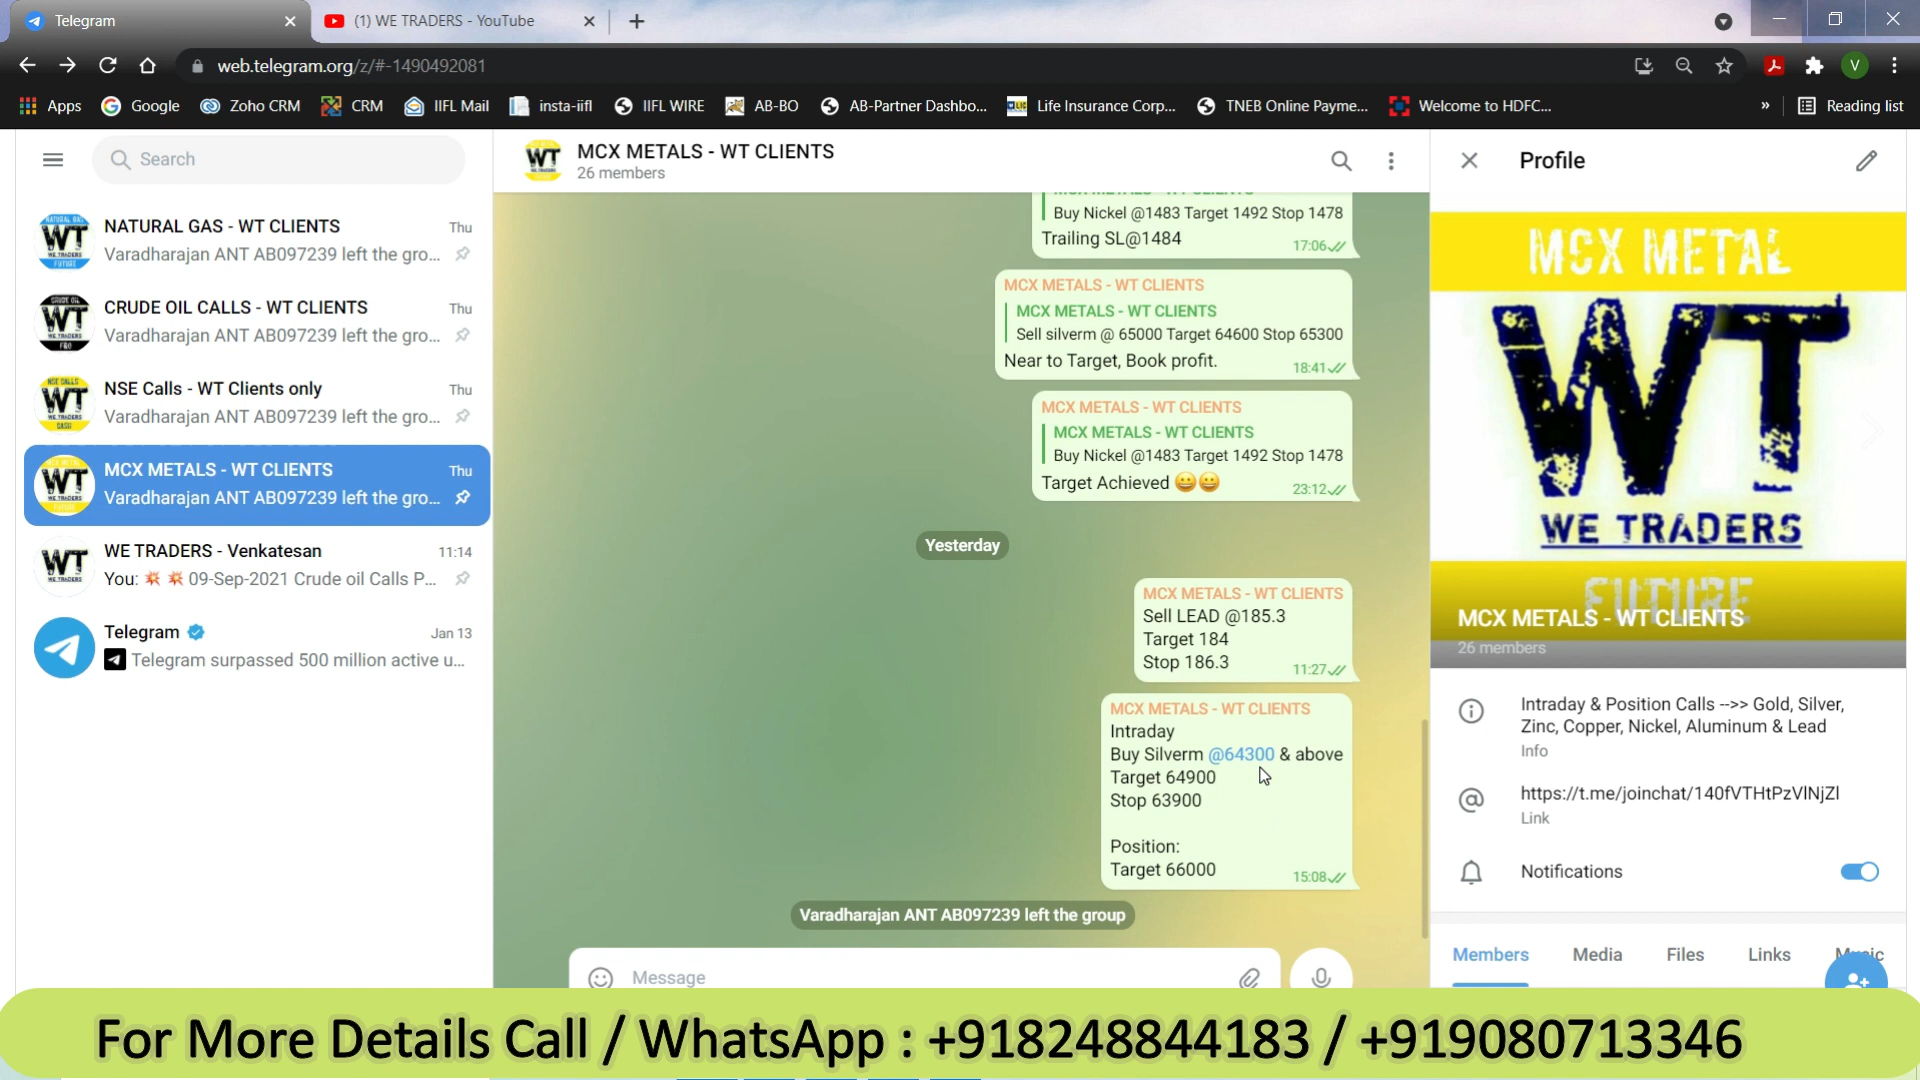 Telegram
(1) WE TRADERS - YouTube
web.telegram.org/z/#-1490492081
V
Apps
Google
Zoho CRM
CRM
IIFL Mail
insta-iifl
IIFL WIRE
AB-BO
AB-Partner Dashbo...
Life Insurance Corp...
TNEB Online Payme...
Welcome to HDFC...
»
Reading list
Search
NATURAL GAS - WT CLIENTS
Thu
Varadharajan ANT AB097239 left the gro...
CRUDE OIL CALLS - WT CLIENTS
Thu
Varadharajan ANT AB097239 left the gro...
NSE Calls - WT Clients only
Thu
Varadharajan ANT AB097239 left the gro...
MCX METALS - WT CLIENTS
Thu
Varadharajan ANT AB097239 left the gro...
WE TRADERS - Venkatesan
11:14
You: 💥 💥 09-Sep-2021 Crude oil Calls P...
Telegram
Jan 13
Telegram surpassed 500 million active u...
WT
MCX METALS - WT CLIENTS
26 members
MCX METALS - WT CLIENTS
Buy Nickel @1483 Target 1492 Stop 1478
Trailing SL@1484
17:06
MCX METALS - WT CLIENTS
MCX METALS - WT CLIENTS
Sell silverm @ 65000 Target 64600 Stop 65300
Near to Target, Book profit.
18:41
MCX METALS - WT CLIENTS
MCX METALS - WT CLIENTS
Buy Nickel @1483 Target 1492 Stop 1478
Target Achieved 😀😀
23:12
Yesterday
MCX METALS - WT CLIENTS
Sell LEAD @185.3
Target 184
Stop 186.3
11:27
MCX METALS - WT CLIENTS
Intraday
Buy Silverm @64300 & above
Target 64900
Stop 63900
Position:
Target 66000
15:08
Varadharajan ANT AB097239 left the group
Message
Profile
MCX METAL
WT
WE TRADERS
FUTURE
MCX METALS - WT CLIENTS
26 members
Intraday & Position Calls -->> Gold, Silver,
Zinc, Copper, Nickel, Aluminum & Lead
Info
https://t.me/joinchat/140fVTHtPzVlNjZl
Link
Notifications
Members
Media
Files
Links
Music
For More Details Call / WhatsApp : +918248844183 / +919080713346